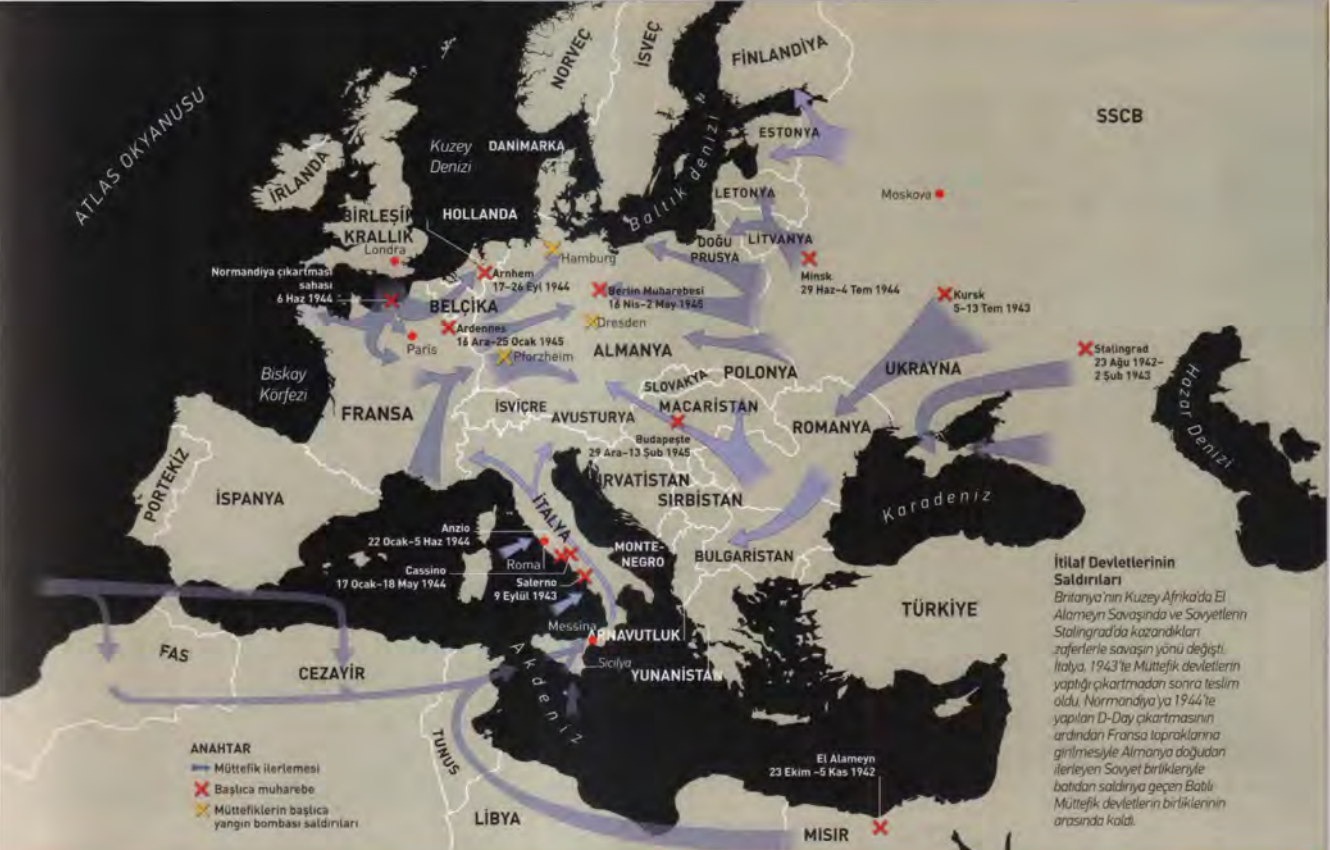 ATLAS OKYANUSU
NORVEÇ
İSVEÇ
FİNLANDİYA
SSCB
ESTONYA
Kuzey
Denizi
DANİMARKA
Baltık denizi
LETONYA
Moskova
İRLANDA
BİRLEŞİK
KRALLIK
Londra
HOLLANDA
DOĞU
PRUSYA
LİTVANYA
Hamburg
Normandiya çıkartması
sahası
6 Haz 1944
Arnhem
17–26 Eyl 1944
Minsk
29 Haz–4 Tem 1944
BELÇİKA
Berlin Muharebesi
16 Nis–2 May 1945
Kursk
5–13 Tem 1943
Ardennes
16 Ara–25 Ocak 1945
Dresden
Paris
Pforzheim
ALMANYA
Stalingrad
23 Ağu 1942–
2 Şub 1943
Biskay
Körfezi
SLOVAKYA
POLONYA
UKRAYNA
FRANSA
İSVİÇRE
AVUSTURYA
MACARİSTAN
ROMANYA
Hazar Denizi
Budapeşte
29 Ara–13 Şub 1945
PORTEKİZ
İSPANYA
IRVATİSTAN
SIRBİSTAN
Karadeniz
İTALYA
Anzio
22 Ocak–5 Haz 1944
MONTE-
NEGRO
BULGARİSTAN
Roma
Cassino
17 Ocak–18 May 1944
Salerno
9 Eylül 1943
TÜRKİYE
Messina
ARNAVUTLUK
Sicilya
YUNANİSTAN
Akdeniz
FAS
CEZAYİR
TUNUS
LİBYA
El Alameyn
23 Ekim –5 Kas 1942
MISIR
ANAHTAR
Müttefik ilerlemesi
Başlıca muharebe
Müttefiklerin başlıca
yangın bombası saldırıları
İtilaf Devletlerinin
Saldırıları
Britanya'nın Kuzey Afrika'da El
Alameyn Savaşında ve Sovyetlerin
Stalingrad'da kazandıkları
zaferlerle savaşın yönü değişti.
İtalya, 1943'te Müttefik devletlerin
yaptığı çıkartmadan sonra teslim
oldu. Normandiya'ya 1944'te
yapılan D-Day çıkartmasının
ardından Fransa topraklarına
girilmesiyle Almanya doğudan
ilerleyen Sovyet birlikleriyle
batıdan saldırıya geçen Batılı
Müttefik devletlerin birliklerinin
arasında kaldı.